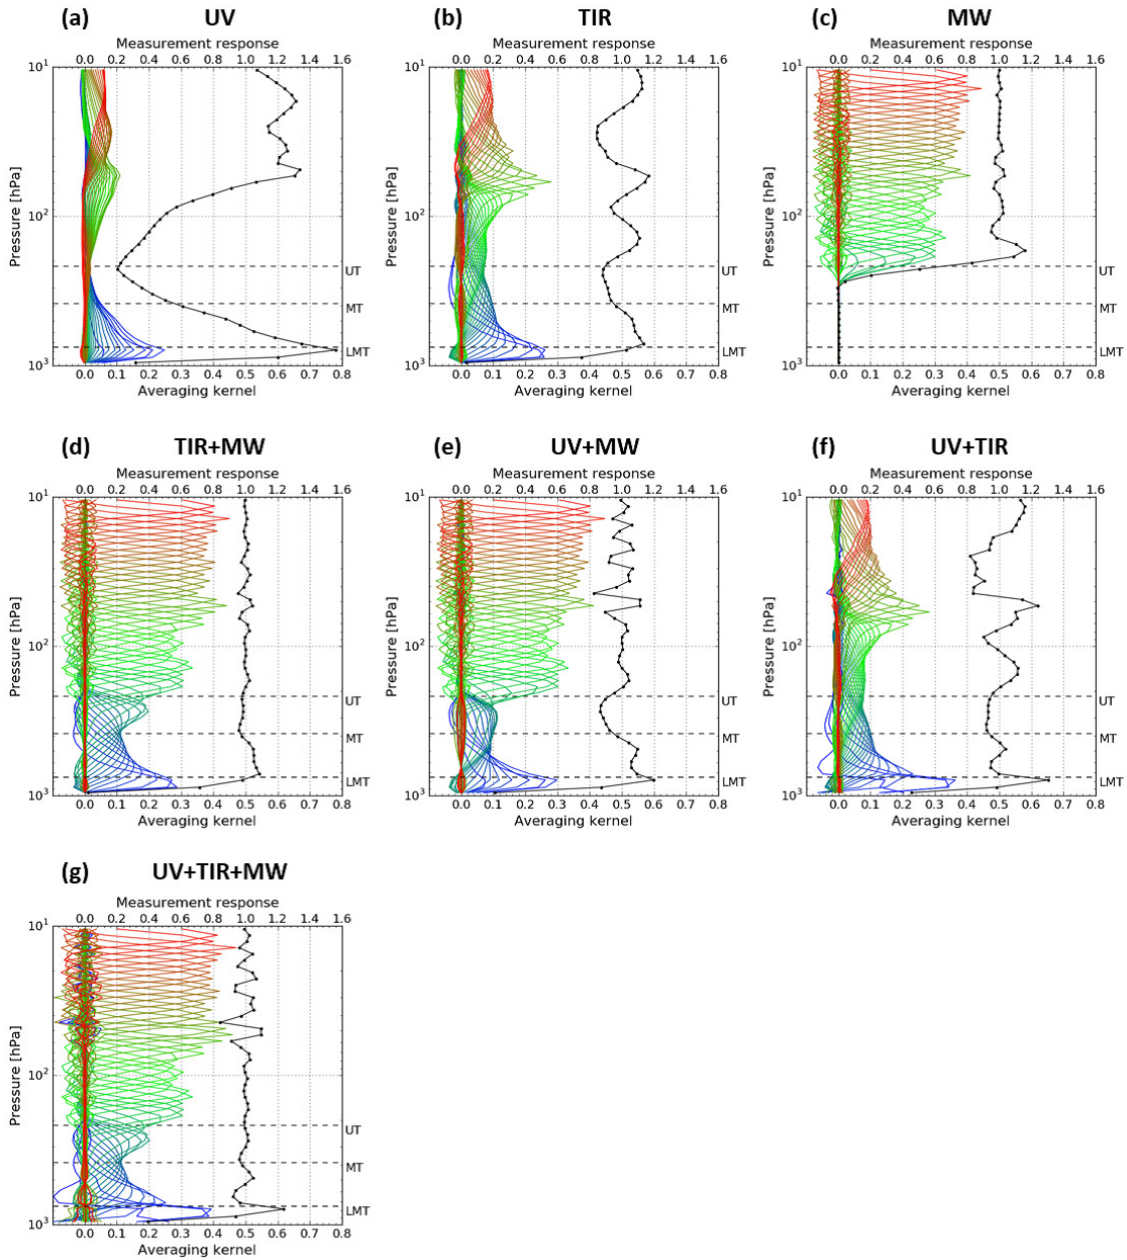 (a) UV
Measurement response
0.0 0.2 0.4 0.6 0.8 1.0 1.2 1.4 1.6
10¹
10²
10³
Pressure [hPa]
UT
MT
LMT
0.0 0.1 0.2 0.3 0.4 0.5 0.6 0.7 0.8
Averaging kernel
(b) TIR
Measurement response
0.0 0.2 0.4 0.6 0.8 1.0 1.2 1.4 1.6
10¹
10²
10³
Pressure [hPa]
UT
MT
LMT
0.0 0.1 0.2 0.3 0.4 0.5 0.6 0.7 0.8
Averaging kernel
(c) MW
Measurement response
0.0 0.2 0.4 0.6 0.8 1.0 1.2 1.4 1.6
10¹
10²
10³
Pressure [hPa]
UT
MT
LMT
0.0 0.1 0.2 0.3 0.4 0.5 0.6 0.7 0.8
Averaging kernel
(d) TIR+MW
Measurement response
0.0 0.2 0.4 0.6 0.8 1.0 1.2 1.4 1.6
10¹
10²
10³
Pressure [hPa]
UT
MT
LMT
0.0 0.1 0.2 0.3 0.4 0.5 0.6 0.7 0.8
Averaging kernel
(e) UV+MW
Measurement response
0.0 0.2 0.4 0.6 0.8 1.0 1.2 1.4 1.6
10¹
10²
10³
Pressure [hPa]
UT
MT
LMT
0.0 0.1 0.2 0.3 0.4 0.5 0.6 0.7 0.8
Averaging kernel
(f) UV+TIR
Measurement response
0.0 0.2 0.4 0.6 0.8 1.0 1.2 1.4 1.6
10¹
10²
10³
Pressure [hPa]
UT
MT
LMT
0.0 0.1 0.2 0.3 0.4 0.5 0.6 0.7 0.8
Averaging kernel
(g) UV+TIR+MW
Measurement response
0.0 0.2 0.4 0.6 0.8 1.0 1.2 1.4 1.6
10¹
10²
10³
Pressure [hPa]
UT
MT
LMT
0.0 0.1 0.2 0.3 0.4 0.5 0.6 0.7 0.8
Averaging kernel